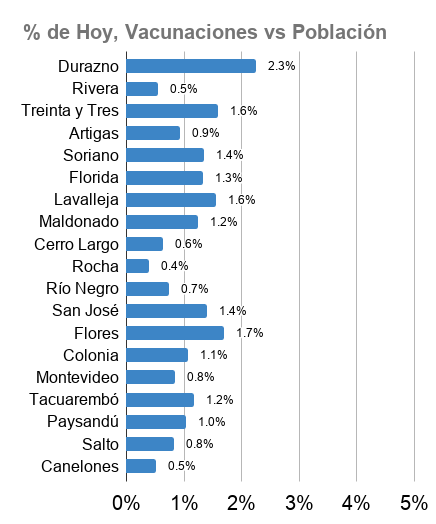 % de Hoy, Vacunaciones vs Población
Durazno 2.3%
Rivera 0.5%
Treinta y Tres 1.6%
Artigas 0.9%
Soriano 1.4%
Florida 1.3%
Lavalleja 1.6%
Maldonado 1.2%
Cerro Largo 0.6%
Rocha 0.4%
Río Negro 0.7%
San José 1.4%
Flores 1.7%
Colonia 1.1%
Montevideo 0.8%
Tacuarembó 1.2%
Paysandú 1.0%
Salto 0.8%
Canelones 0.5%
0% 1% 2% 3% 4% 5%